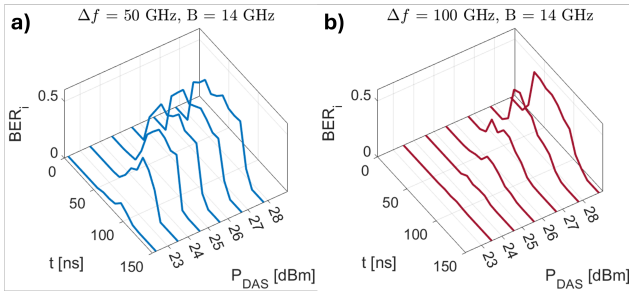 a)
Δf = 50 GHz, B = 14 GHz
BER_i
0.5
0
0
50
100
150
t [ns]
23
24
25
26
27
28
P_DAS [dBm]
b)
Δf = 100 GHz, B = 14 GHz
BER_i
0.5
0
0
50
100
150
t [ns]
23
24
25
26
27
28
P_DAS [dBm]